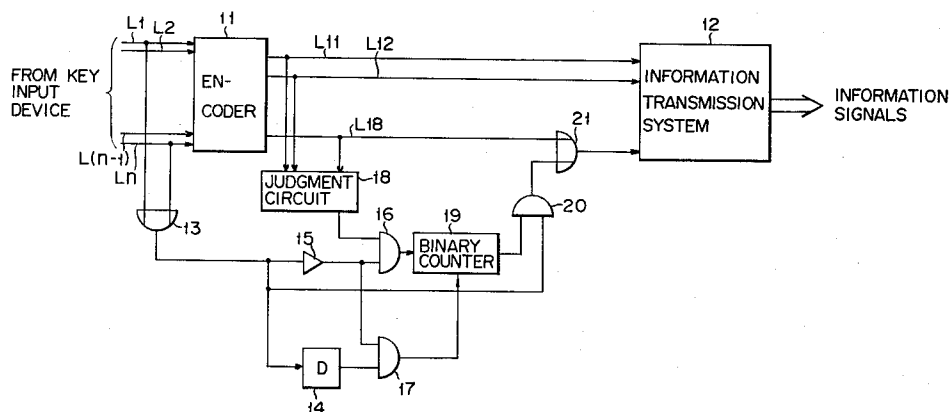 L1
L2
11
L11
L12
12
FROM KEY
INPUT
DEVICE
EN-
CODER
INFORMATION
TRANSMISSION
SYSTEM
INFORMATION
SIGNALS
L18
21
L(n-1)
Ln
JUDGMENT
CIRCUIT
18
20
13
16
19
15
BINARY
COUNTER
D
14
17